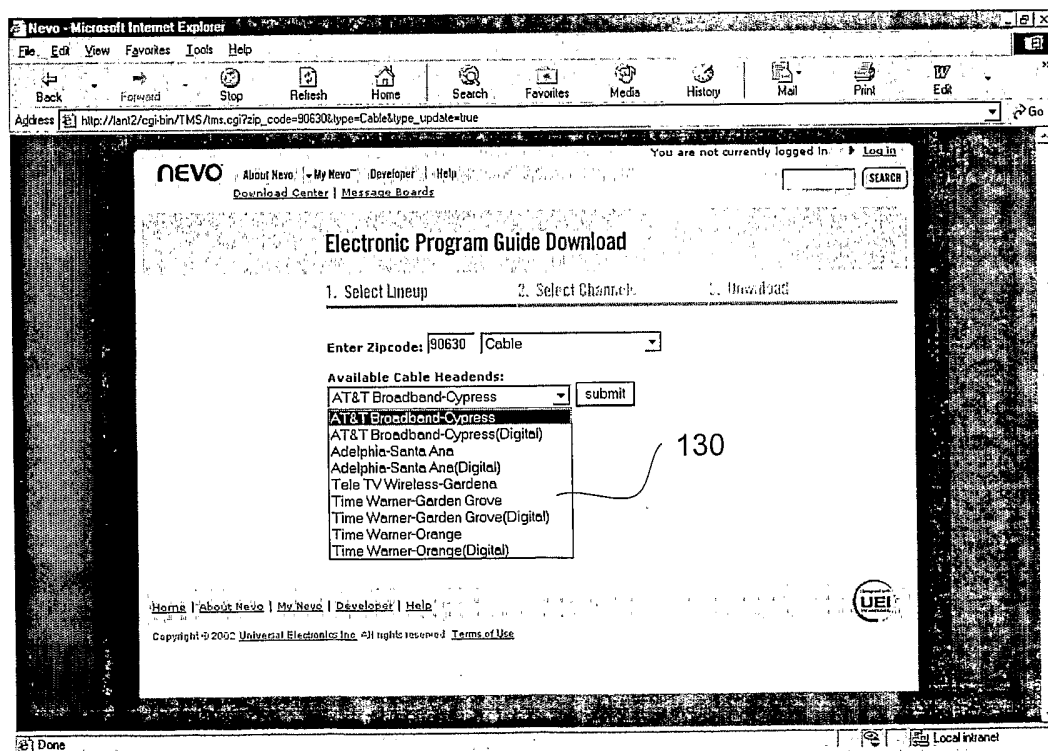 Nevo - Microsoft Internet Explorer
File Edit View Favorites Tools Help
Back Forward Stop Refresh Home Search Favorites Media History Mail Print Edit
Address http://lant2/cgi-bin/TMS/tms.cgi?zip_code=90630&type=Cable&type_update=true Go
You are not currently logged in. Log in
nevo About Nevo My Nevo Developer Help SEARCH
Download Center | Message Boards
Electronic Program Guide Download
1. Select Lineup 2. Select Channels 3. Download
Enter Zipcode: 90630 Cable
Available Cable Headends:
AT&T Broadband-Cypress submit
AT&T Broadband-Cypress
AT&T Broadband-Cypress(Digital)
Adelphia-Santa Ana
Adelphia-Santa Ana(Digital)
Tele TV Wireless-Gardena
Time Warner-Garden Grove
Time Warner-Garden Grove(Digital)
Time Warner-Orange
Time Warner-Orange(Digital)
130
Home | About Nevo | My Nevo | Developer | Help
UEI
Copyright © 2002 Universal Electronics Inc. All rights reserved. Terms of Use
Done Local intranet